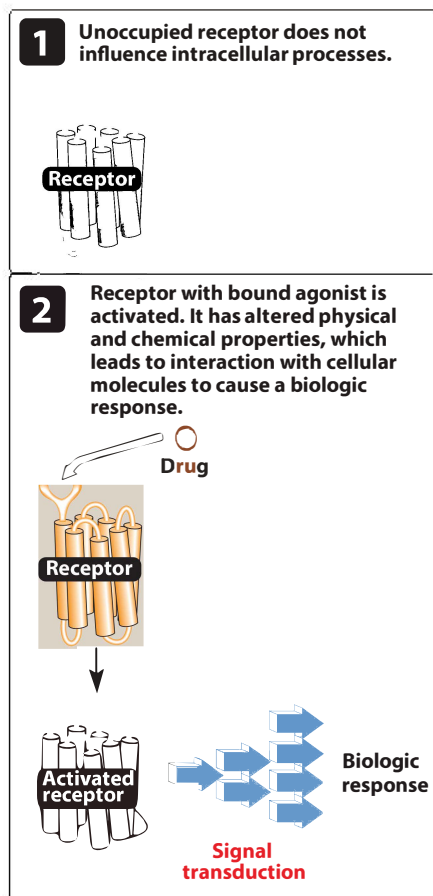 1
Unoccupied receptor does not
influence intracellular processes.
Receptor
2
Receptor with bound agonist is
activated. It has altered physical
and chemical properties, which
leads to interaction with cellular
molecules to cause a biologic
response.
Drug
Receptor
Activated
receptor
Biologic
response
Signal
transduction